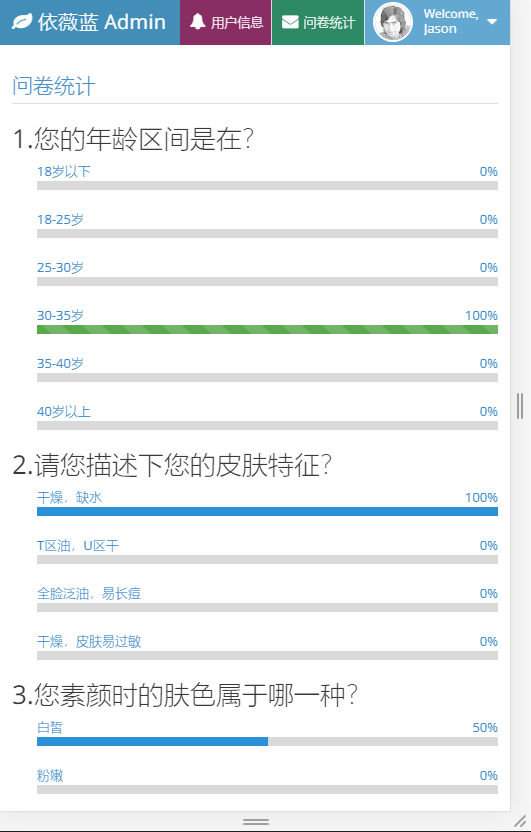 依薇蓝 Admin
用户信息
问卷统计
Welcome,
Jason
问卷统计
1.您的年龄区间是在?
18岁以下 0%
18-25岁 0%
25-30岁 0%
30-35岁 100%
35-40岁 0%
40岁以上 0%
2.请您描述下您的皮肤特征?
干燥，缺水 100%
T区油，U区干 0%
全脸泛油，易长痘 0%
干燥，皮肤易过敏 0%
3.您素颜时的肤色属于哪一种?
白皙 50%
粉嫩 0%